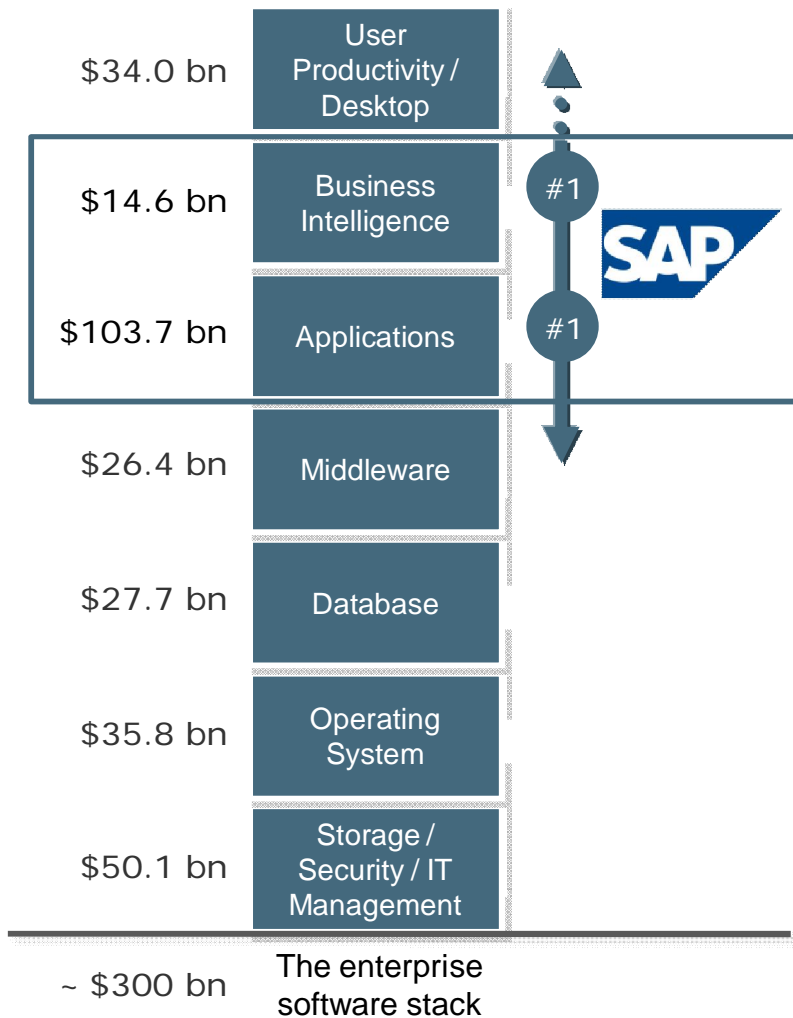 $34.0 bn
User
Productivity /
Desktop
$14.6 bn
Business
Intelligence
#1
SAP
$103.7 bn
Applications
#1
$26.4 bn
Middleware
$27.7 bn
Database
$35.8 bn
Operating
System
$50.1 bn
Storage /
Security / IT
Management
~ $300 bn
The enterprise
software stack